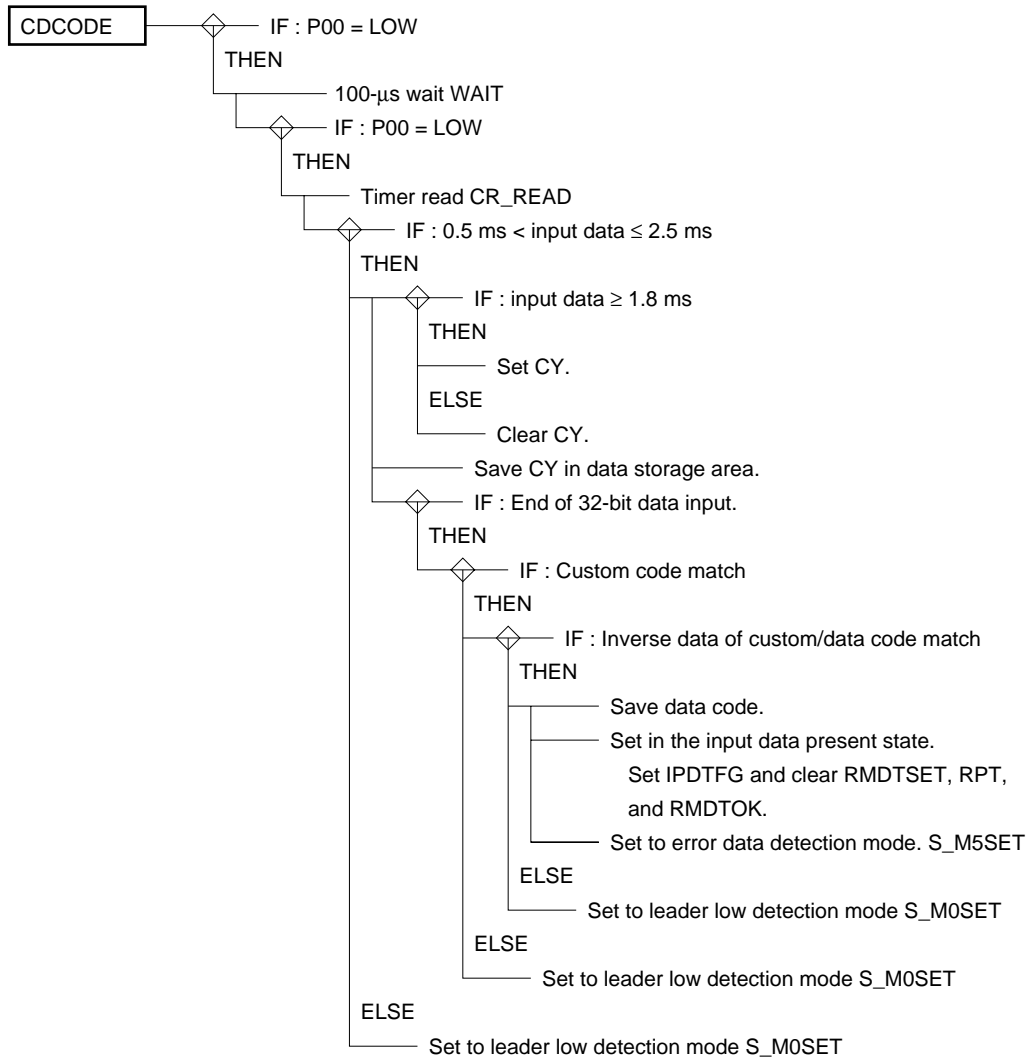 CDCODE
IF : P00 = LOW
THEN
100-µs wait WAIT
IF : P00 = LOW
THEN
Timer read CR_READ
IF : 0.5 ms < input data ≤ 2.5 ms
THEN
IF : input data ≥ 1.8 ms
THEN
Set CY.
ELSE
Clear CY.
Save CY in data storage area.
IF : End of 32-bit data input.
THEN
IF : Custom code match
THEN
IF : Inverse data of custom/data code match
THEN
Save data code.
Set in the input data present state.
Set IPDTFG and clear RMDTSET, RPT,
and RMDTOK.
Set to error data detection mode. S_M5SET
ELSE
Set to leader low detection mode S_M0SET
ELSE
Set to leader low detection mode S_M0SET
ELSE
Set to leader low detection mode S_M0SET